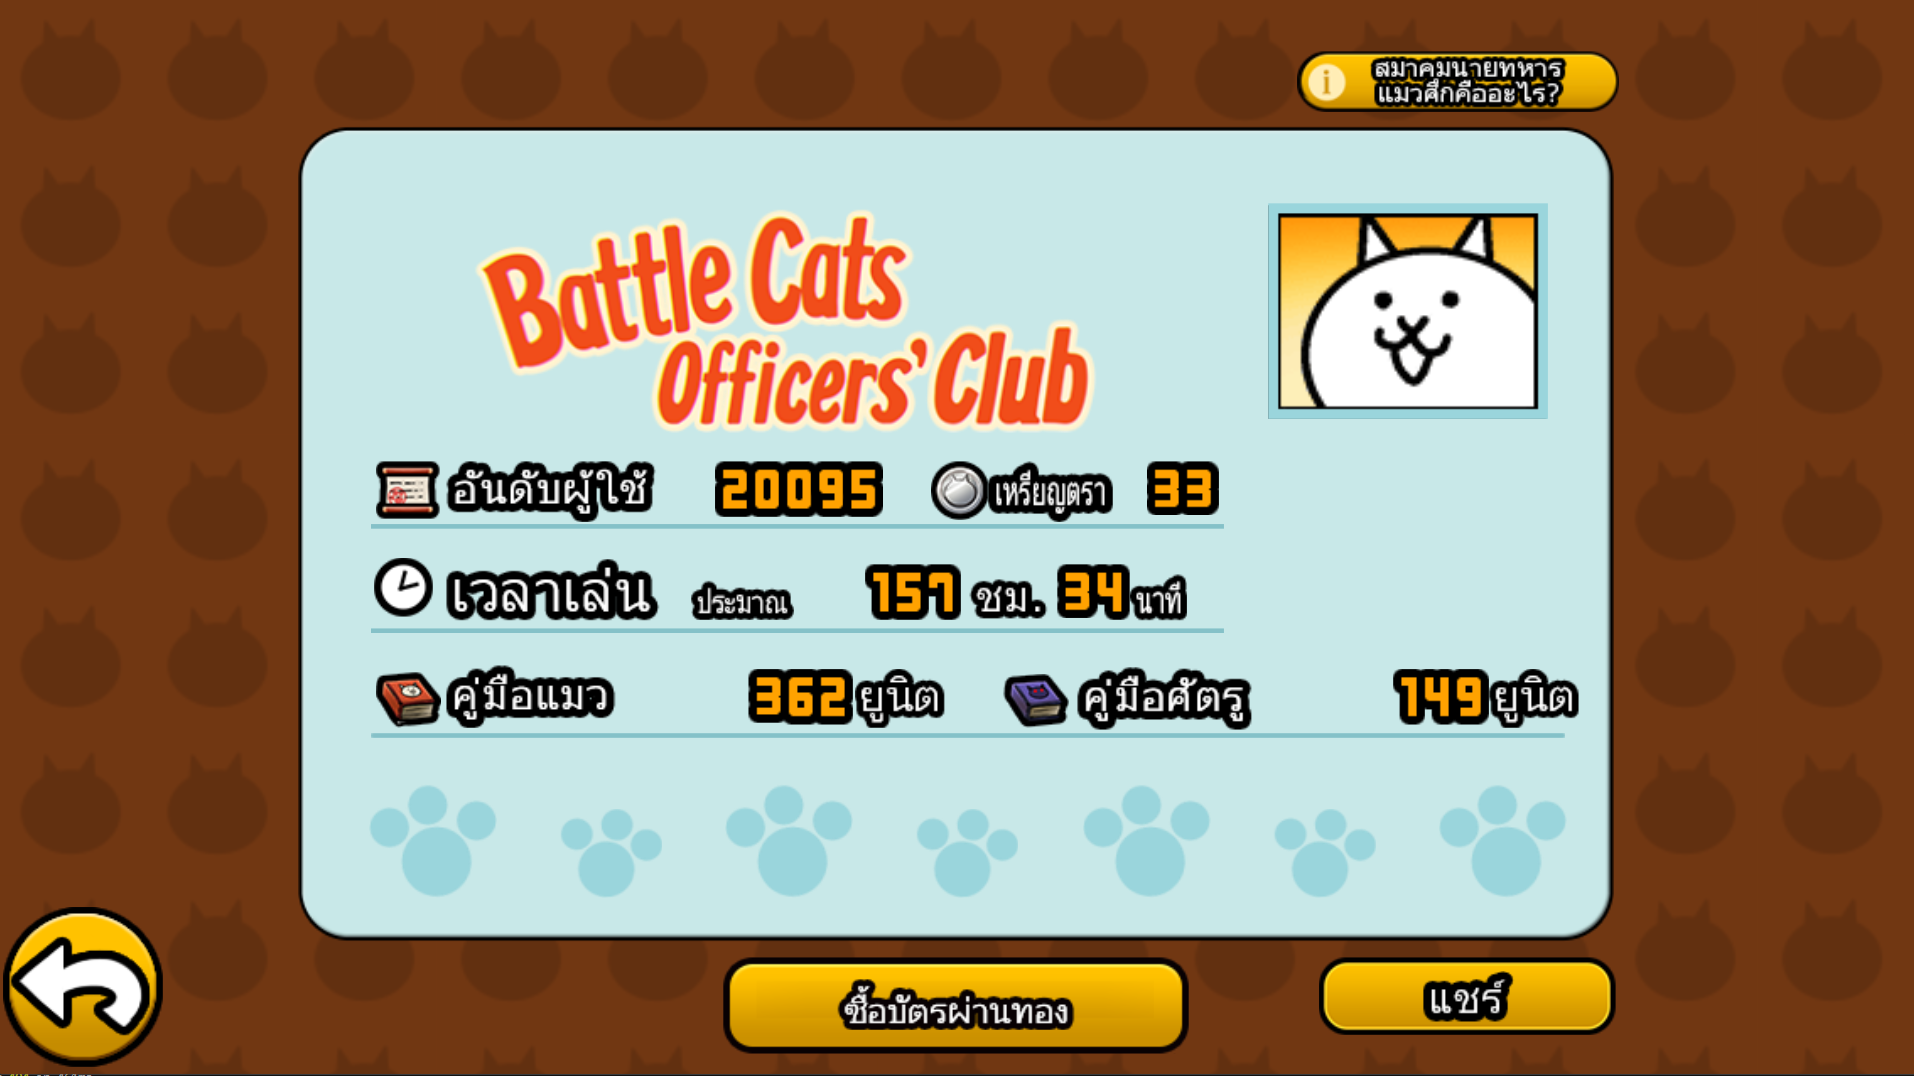 สมาคมนายทหาร
แมวศึกคืออะไร?
Battle Cats
Officers' Club
อันดับผู้ใช้ 20095 เหรียญตรา 33
เวลาเล่น ประมาณ 157 ชม. 34 นาที
คู่มือแมว 362 ยูนิต คู่มือศัตรู 149 ยูนิต
ซื้อบัตรผ่านทอง
แชร์